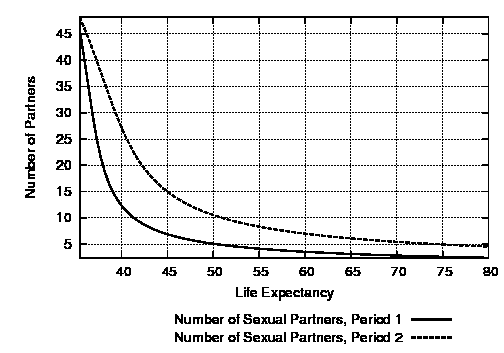 Number of Partners
45
40
35
30
25
20
15
10
5
40 45 50 55 60 65 70 75 80
Life Expectancy
Number of Sexual Partners, Period 1
Number of Sexual Partners, Period 2